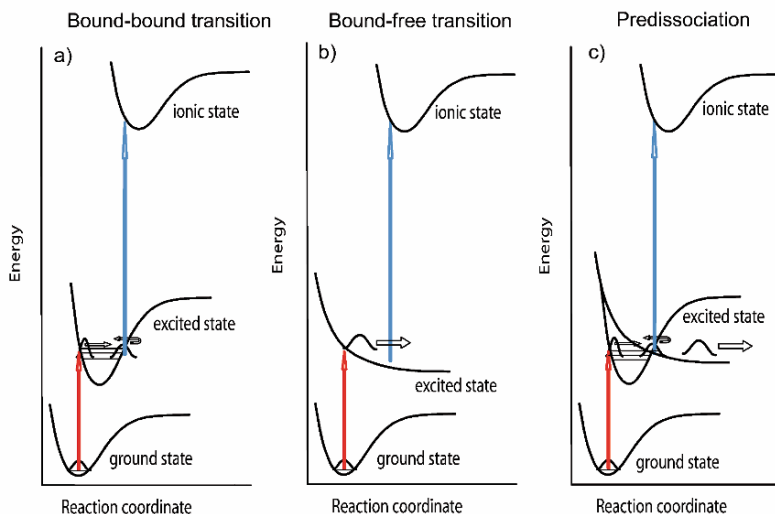 Bound-bound transition
Bound-free transition
Predissociation
a)
ionic state
excited state
ground state
Energy
Reaction coordinate
b)
ionic state
excited state
ground state
Energy
Reaction coordinate
c)
ionic state
excited state
ground state
Energy
Reaction coordinate